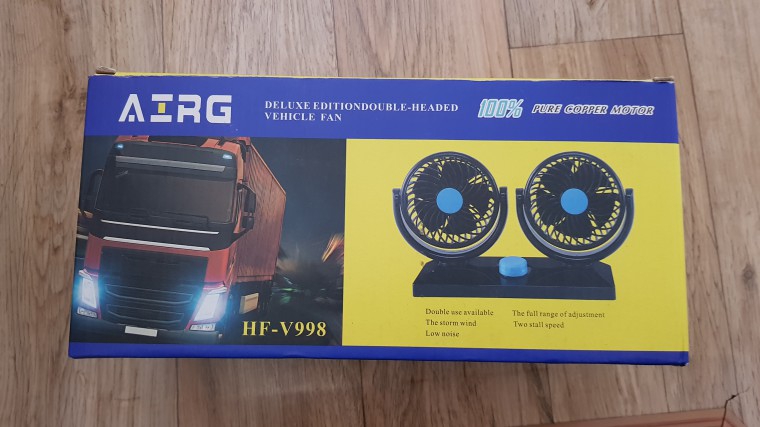 AIRG
DELUXE EDITIONDOUBLE-HEADED
VEHICLE FAN
100% PURE COPPER MOTOR
HF-V998
Double use available
The storm wind
Low noise
The full range of adjustment
Two stall speed